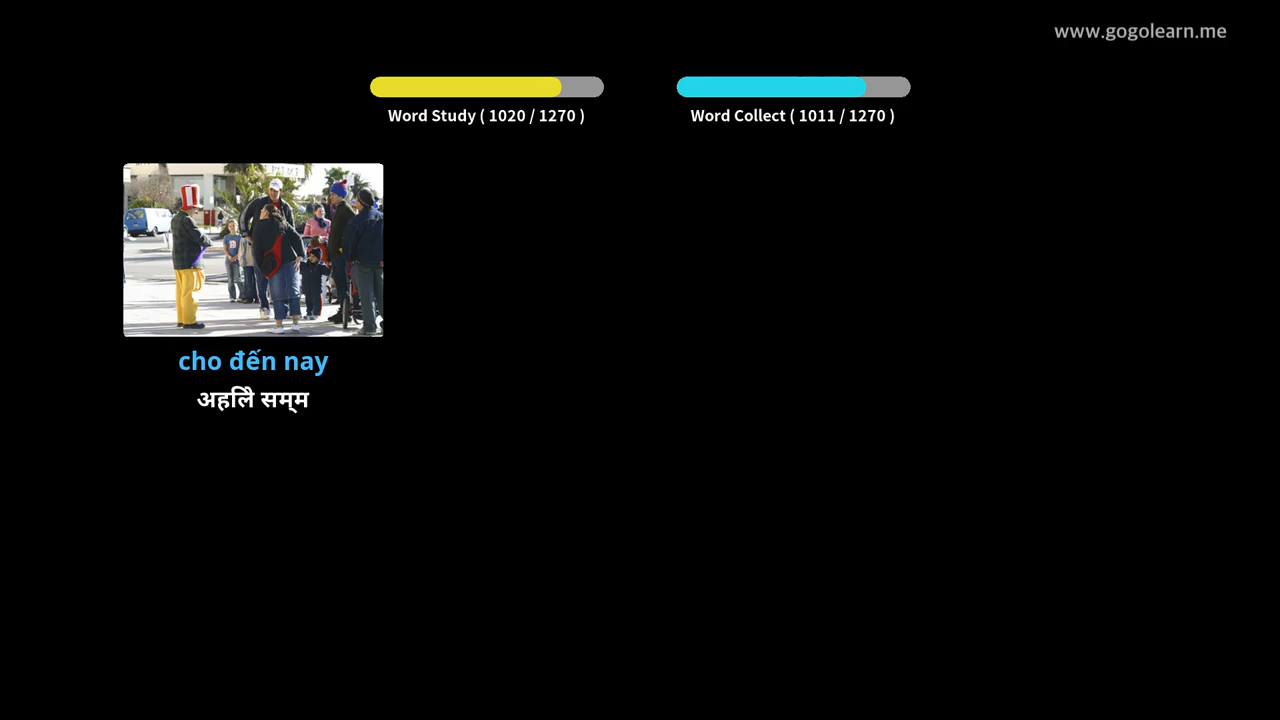 www.gogolearn.me
Word Study ( 1020 / 1270 )
Word Collect ( 1011 / 1270 )
cho đến nay
अहिलै सम्म